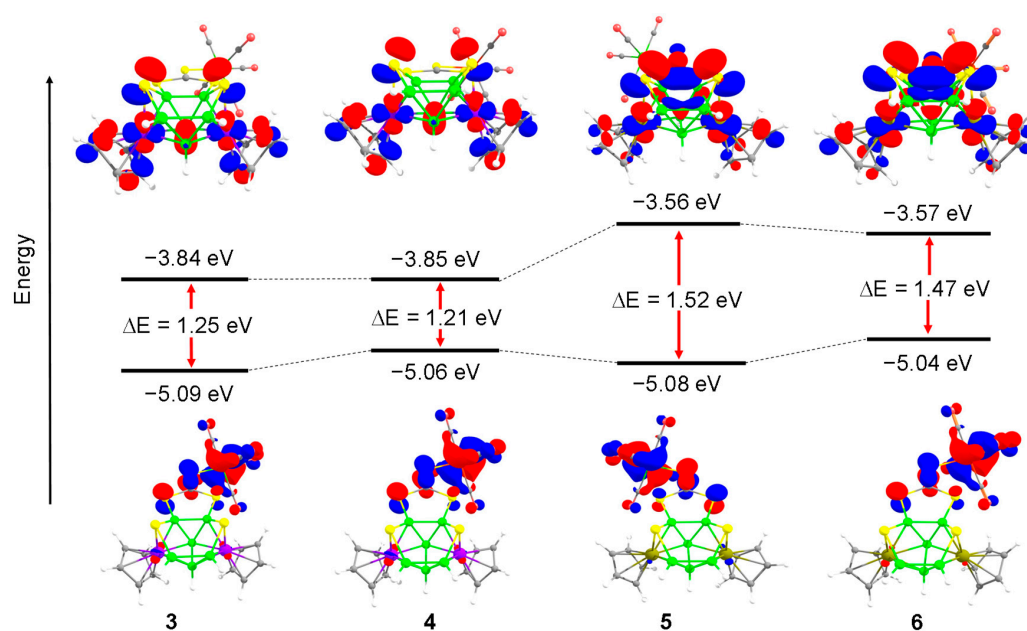 Energy
−3.84 eV
−3.85 eV
−3.56 eV
−3.57 eV
ΔE = 1.25 eV
ΔE = 1.21 eV
ΔE = 1.52 eV
ΔE = 1.47 eV
−5.09 eV
−5.06 eV
−5.08 eV
−5.04 eV
3
4
5
6